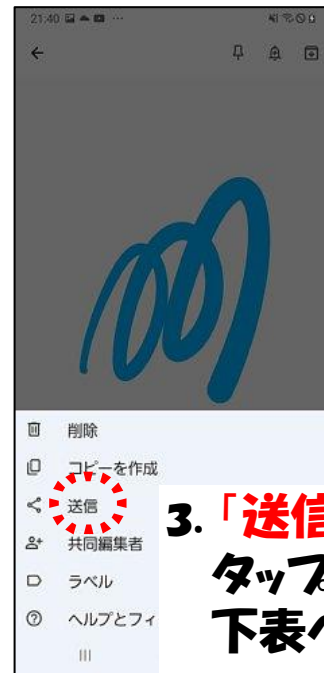 21:40
削除
コピーを作成
送信
共同編集者
ラベル
ヘルプとフィ
3.「送信
タップ
下表へ